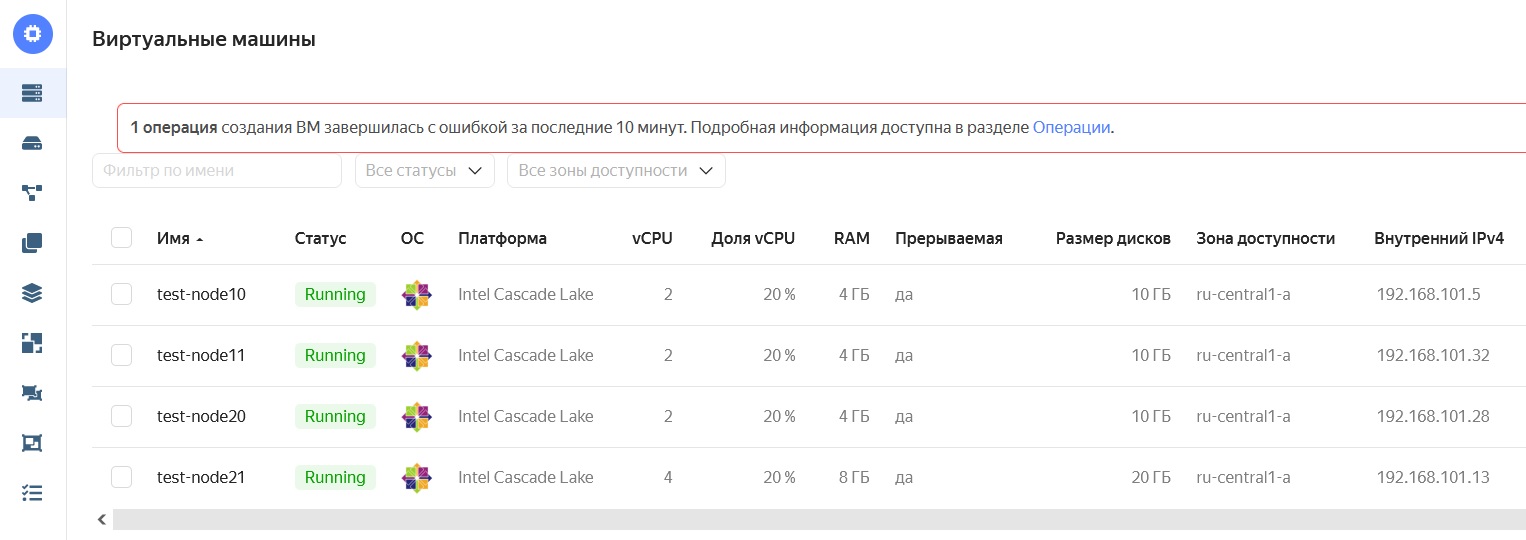 Виртуальные машины
1 операция создания ВМ завершилась с ошибкой за последние 10 минут. Подробная информация доступна в разделе Операции.
Фильтр по имени Все статусы Все зоны доступности
Имя Статус ОС Платформа vCPU Доля vCPU RAM Прерываемая Размер дисков Зона доступности Внутренний IPv4
test-node10 Running Intel Cascade Lake 2 20 % 4 ГБ да 10 ГБ ru-central1-a 192.168.101.5
test-node11 Running Intel Cascade Lake 2 20 % 4 ГБ да 10 ГБ ru-central1-a 192.168.101.32
test-node20 Running Intel Cascade Lake 2 20 % 4 ГБ да 10 ГБ ru-central1-a 192.168.101.28
test-node21 Running Intel Cascade Lake 4 20 % 8 ГБ да 20 ГБ ru-central1-a 192.168.101.13